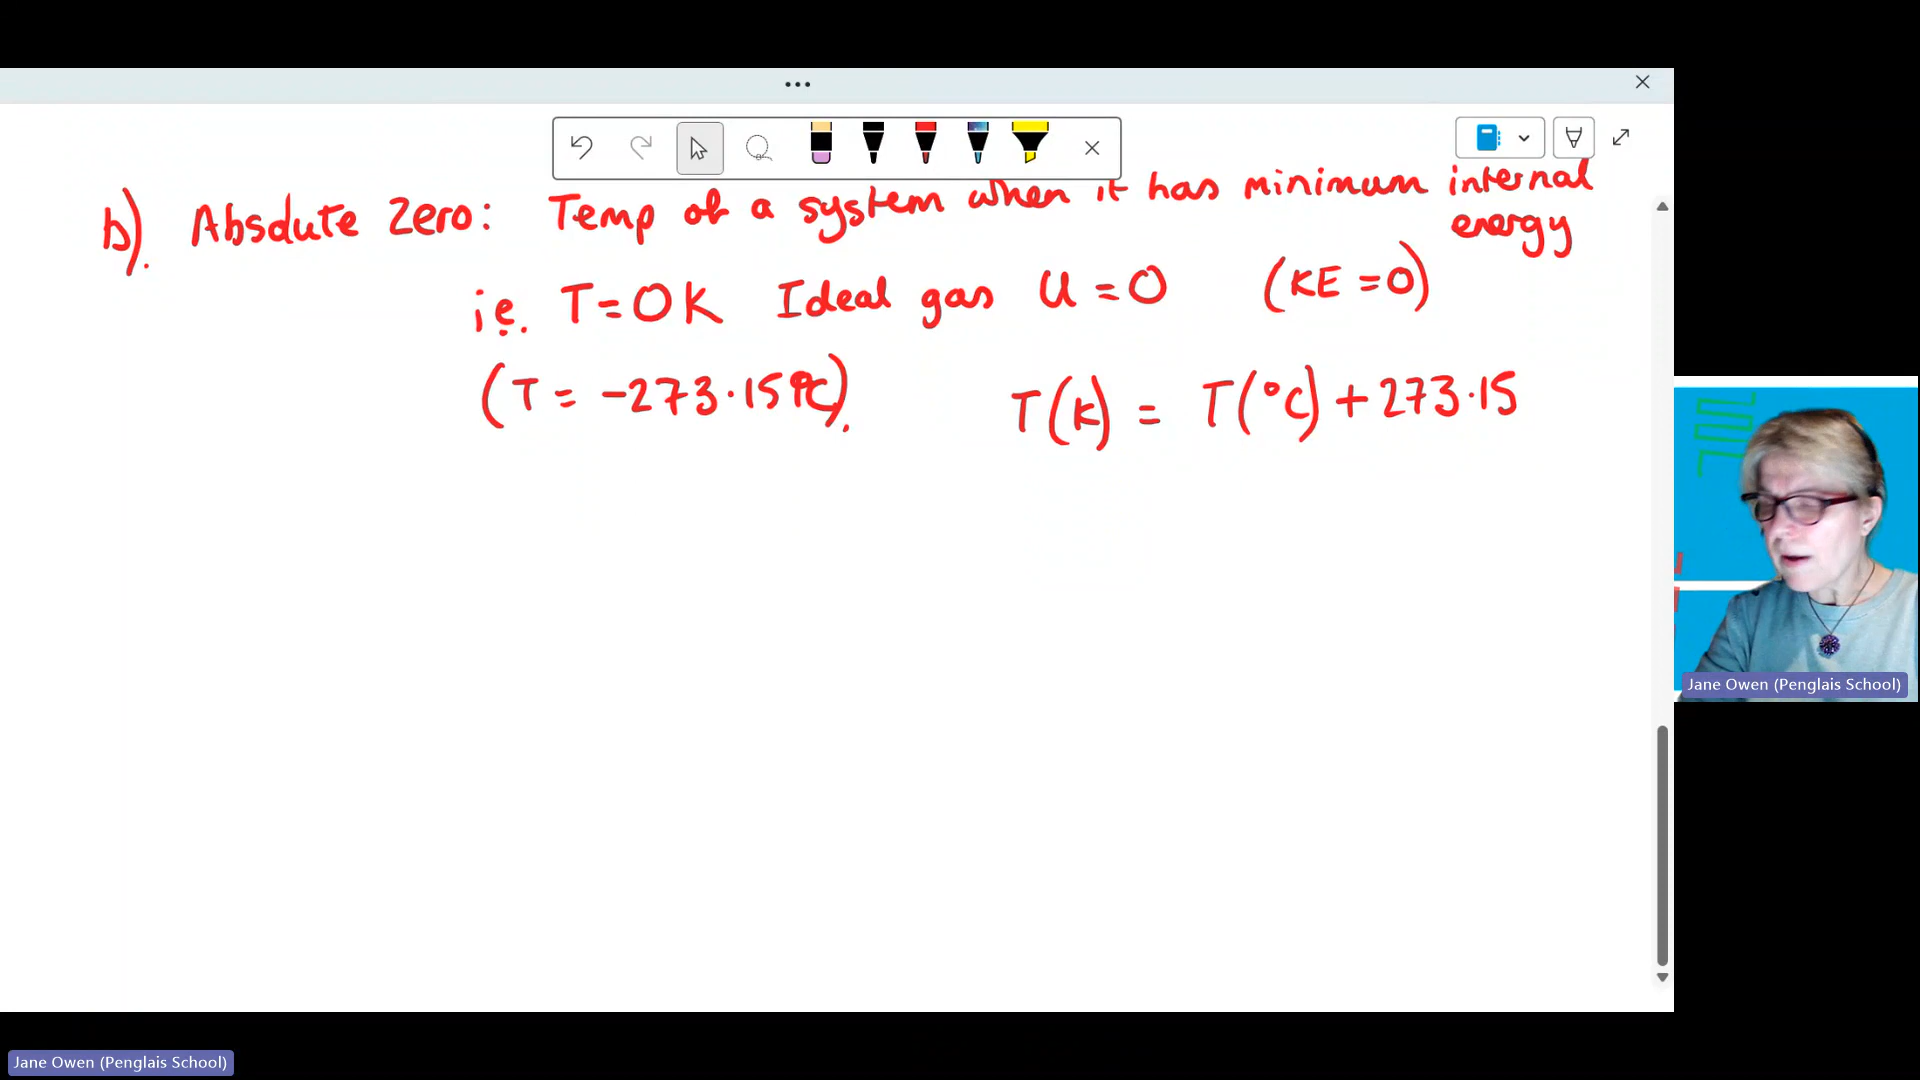 b). Absolute Zero: Temp of a system when it has minimum internal
energy
i.e. T=0K Ideal gas U=0 (KE=0)
(T = -273.15°C). T(K) = T(°C) + 273.15
Jane Owen (Penglais School)
Jane Owen (Penglais School)